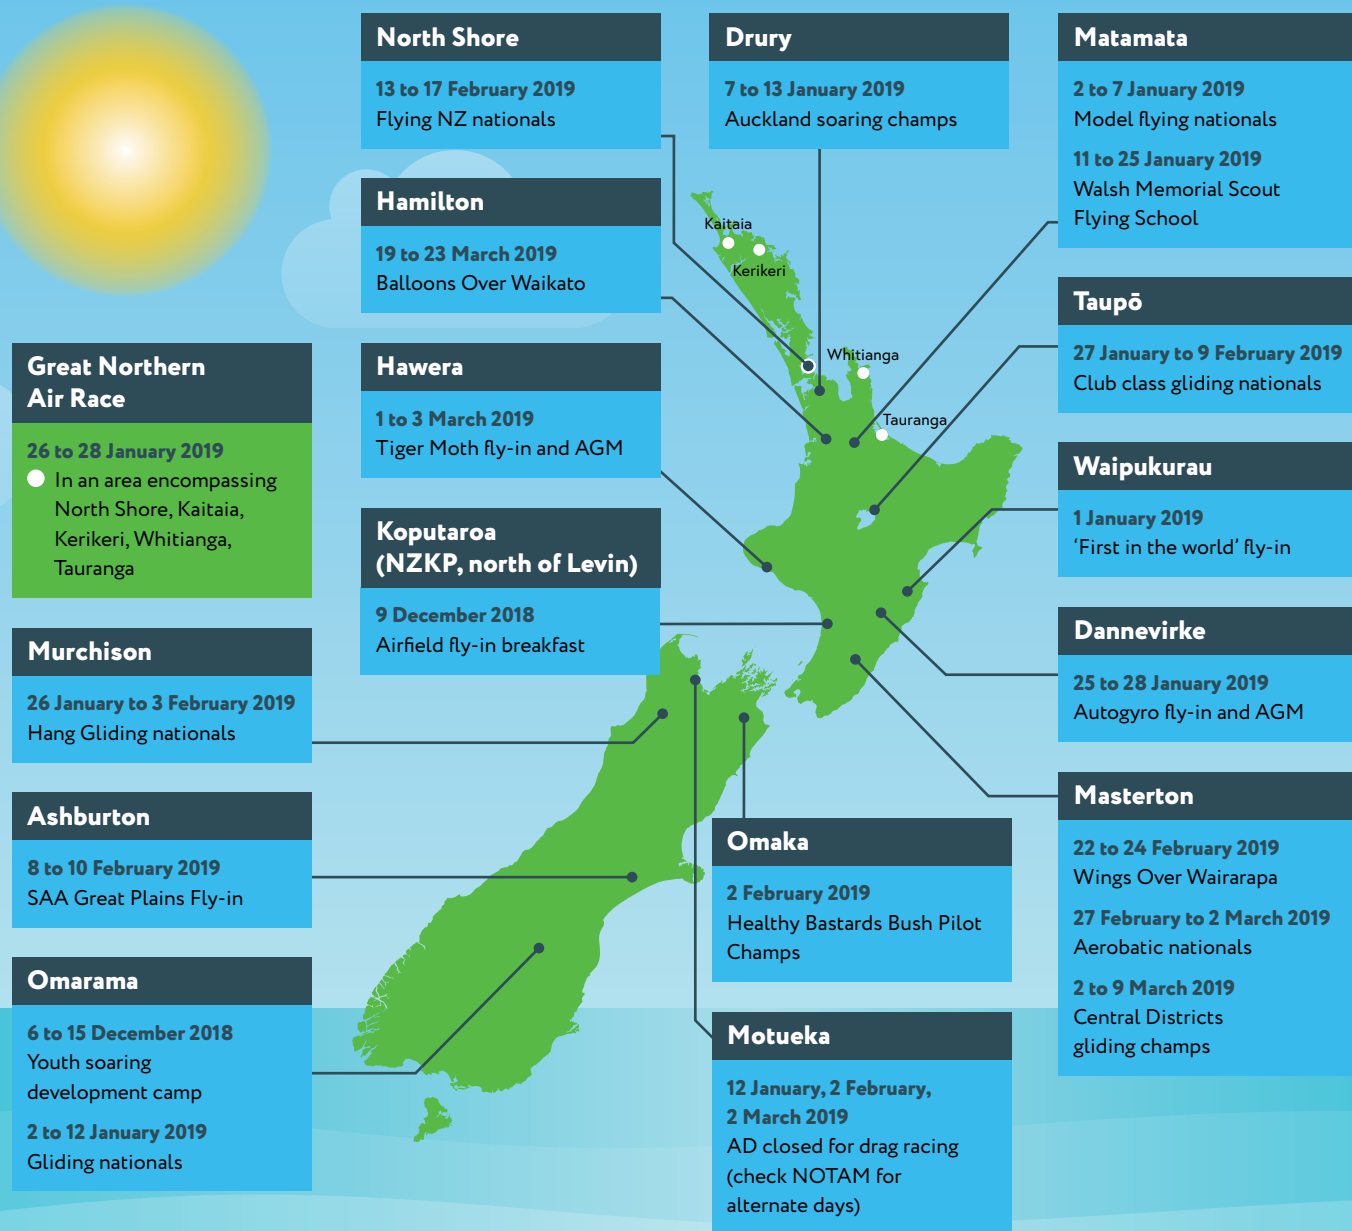 North Shore
13 to 17 February 2019
Flying NZ nationals
Drury
7 to 13 January 2019
Auckland soaring champs
Matamata
2 to 7 January 2019
Model flying nationals
11 to 25 January 2019
Walsh Memorial Scout
Flying School
Hamilton
19 to 23 March 2019
Balloons Over Waikato
Kaitaia
Kerikeri
Whitianga
Tauranga
Taupō
27 January to 9 February 2019
Club class gliding nationals
Great Northern
Air Race
26 to 28 January 2019
In an area encompassing
North Shore, Kaitaia,
Kerikeri, Whitianga,
Tauranga
Hawera
1 to 3 March 2019
Tiger Moth fly-in and AGM
Waipukurau
1 January 2019
‘First in the world’ fly-in
Koputaroa
(NZKP, north of Levin)
9 December 2018
Airfield fly-in breakfast
Murchison
26 January to 3 February 2019
Hang Gliding nationals
Dannevirke
25 to 28 January 2019
Autogyro fly-in and AGM
Ashburton
8 to 10 February 2019
SAA Great Plains Fly-in
Omaka
2 February 2019
Healthy Bastards Bush Pilot
Champs
Masterton
22 to 24 February 2019
Wings Over Wairarapa
27 February to 2 March 2019
Aerobatic nationals
2 to 9 March 2019
Central Districts
gliding champs
Omarama
6 to 15 December 2018
Youth soaring
development camp
2 to 12 January 2019
Gliding nationals
Motueka
12 January, 2 February,
2 March 2019
AD closed for drag racing
(check NOTAM for
alternate days)